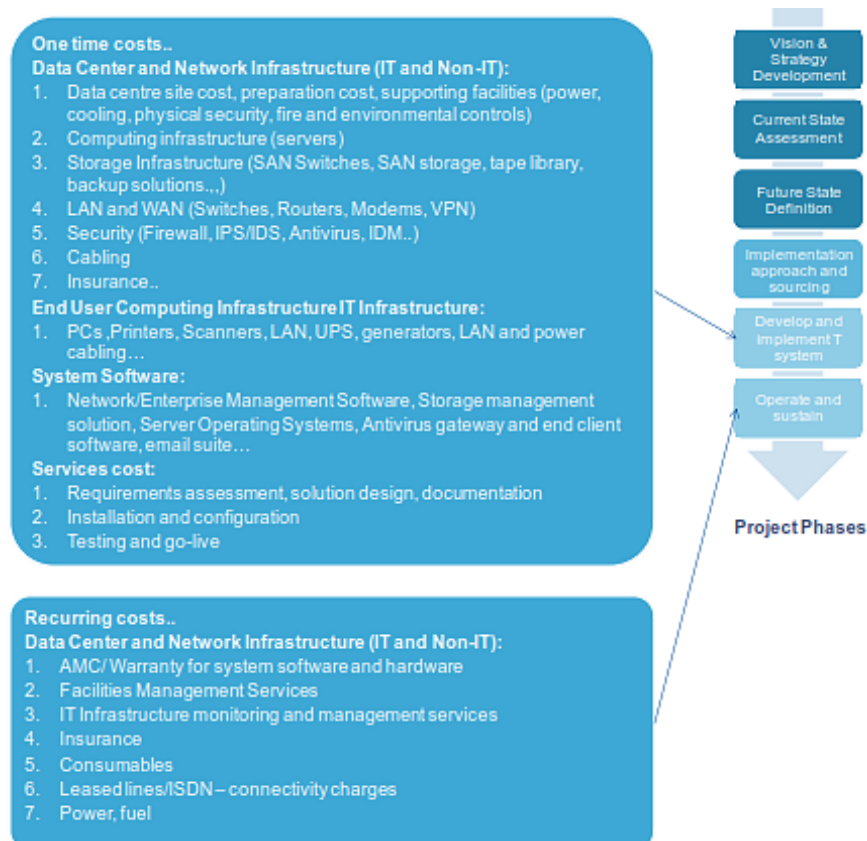 One time costs..
Data Center and Network Infrastructure (IT and Non-IT):
1. Data centre site cost, preparation cost, supporting facilities (power,
cooling, physical security, fire and environmental controls)
2. Computing infrastructure (servers)
3. Storage Infrastructure (SAN Switches, SAN storage, tape library,
backup solutions.,,)
4. LAN and WAN (Switches, Routers, Modems, VPN)
5. Security (Firewall, IPS/IDS, Antivirus, IDM..)
6. Cabling
7. Insurance..
End User Computing Infrastructure IT Infrastructure:
1. PCs ,Printers, Scanners, LAN, UPS, generators, LAN and power
cabling…
System Software:
1. Network/Enterprise Management Software, Storage management
solution, Server Operating Systems, Antivirus gateway and end client
software, email suite…
Services cost:
1. Requirements assessment, solution design, documentation
2. Installation and configuration
3. Testing and go-live
Recurring costs..
Data Center and Network Infrastructure (IT and Non-IT):
1. AMC/ Warranty for system software and hardware
2. Facilities Management Services
3. IT Infrastructure monitoring and management services
4. Insurance
5. Consumables
6. Leased lines/ISDN – connectivity charges
7. Power, fuel
Vision &
Strategy
Development
Current State
Assessment
Future State
Definition
Implementation
approach and
sourcing
Develop and
implement T
system
Operate and
sustain
Project Phases